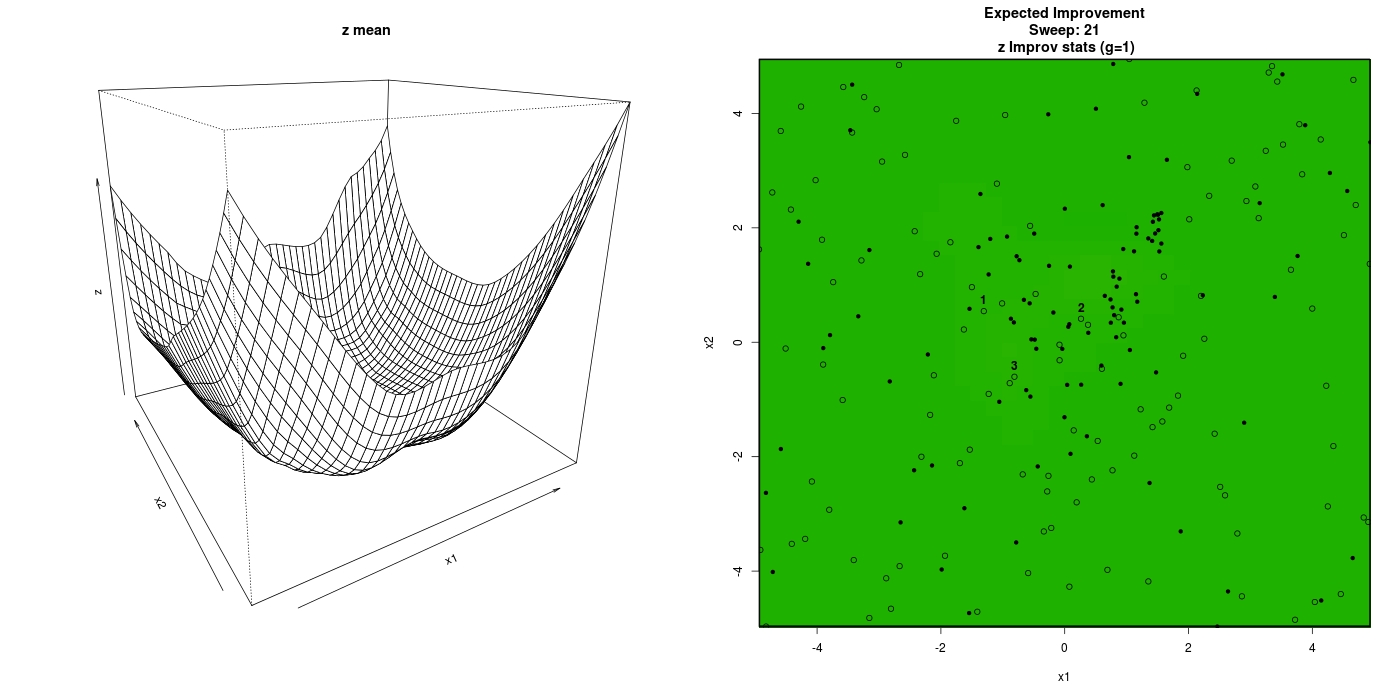 z mean
z
x2
x1
Expected Improvement
Sweep: 21
z Improv stats (g=1)
x2
4
2
0
-2
-4
1
2
3
-4
-2
0
2
4
x1